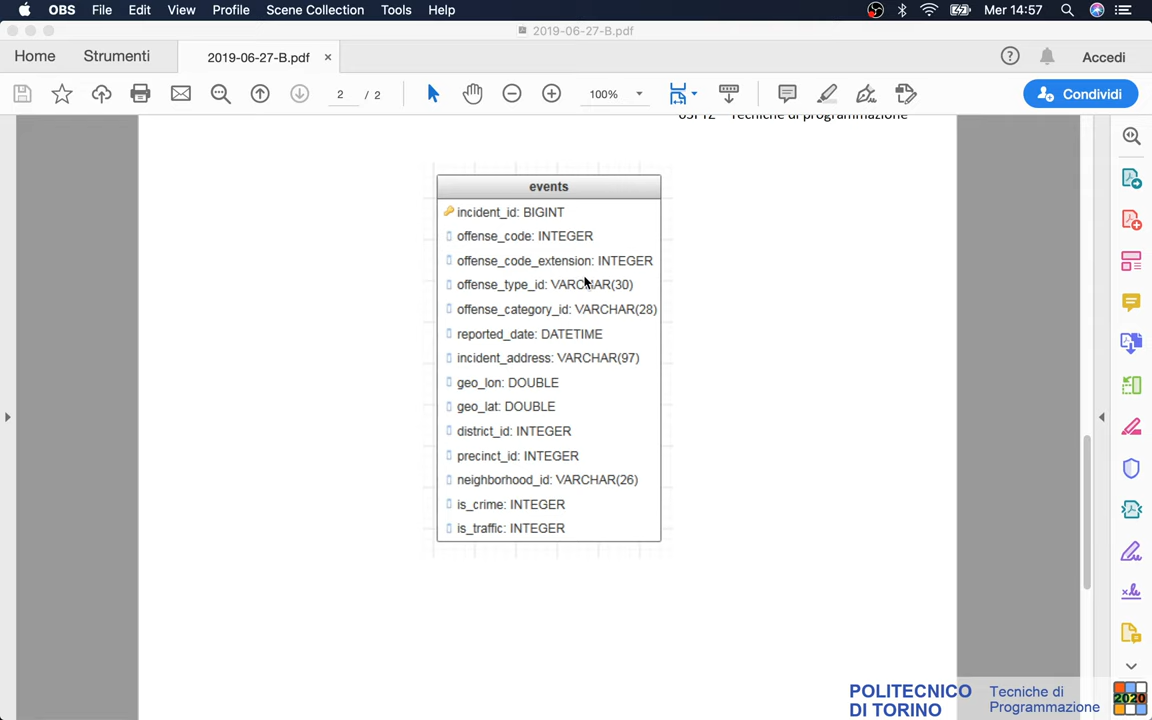 OBS File Edit View Profile Scene Collection Tools Help Mer 14:57
2019-06-27-B.pdf
Home Strumenti 2019-06-27-B.pdf × Accedi
2 / 2 100% Condividi
03FYZ – Tecniche di programmazione
events
incident_id: BIGINT
offense_code: INTEGER
offense_code_extension: INTEGER
offense_type_id: VARCHAR(30)
offense_category_id: VARCHAR(28)
reported_date: DATETIME
incident_address: VARCHAR(97)
geo_lon: DOUBLE
geo_lat: DOUBLE
district_id: INTEGER
precinct_id: INTEGER
neighborhood_id: VARCHAR(26)
is_crime: INTEGER
is_traffic: INTEGER
POLITECNICO
DI TORINO
Tecniche di
Programmazione
2020